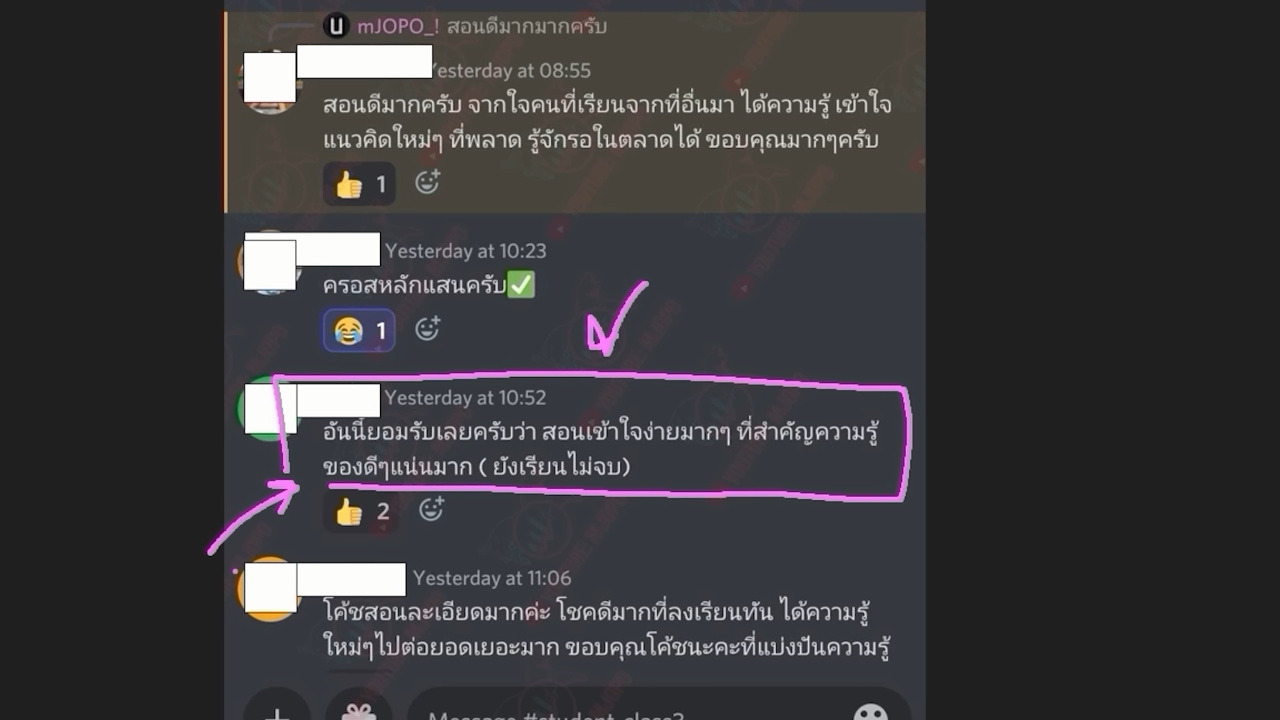 U mJOPO_! สอนดีมากมากครับ
Yesterday at 08:55
สอนดีมากครับ จากใจคนที่เรียนจากที่อื่นมา ได้ความรู้ เข้าใจ
แนวคิดใหม่ๆ ที่พลาด รู้จักรอในตลาดได้ ขอบคุณมากๆครับ
👍 1
Yesterday at 10:23
ครอสหลักแสนครับ✅
😂 1
Yesterday at 10:52
อันนี้ยอมรับเลยครับว่า สอนเข้าใจง่ายมากๆ ที่สำคัญความรู้
ของดีๆแน่นมาก ( ยังเรียนไม่จบ)
👍 2
Yesterday at 11:06
โค้ชสอนละเอียดมากค่ะ โชคดีมากที่ลงเรียนทัน ได้ความรู้
ใหม่ๆไปต่อยอดเยอะมาก ขอบคุณโค้ชนะคะที่แบ่งปันความรู้
Message #student-class2